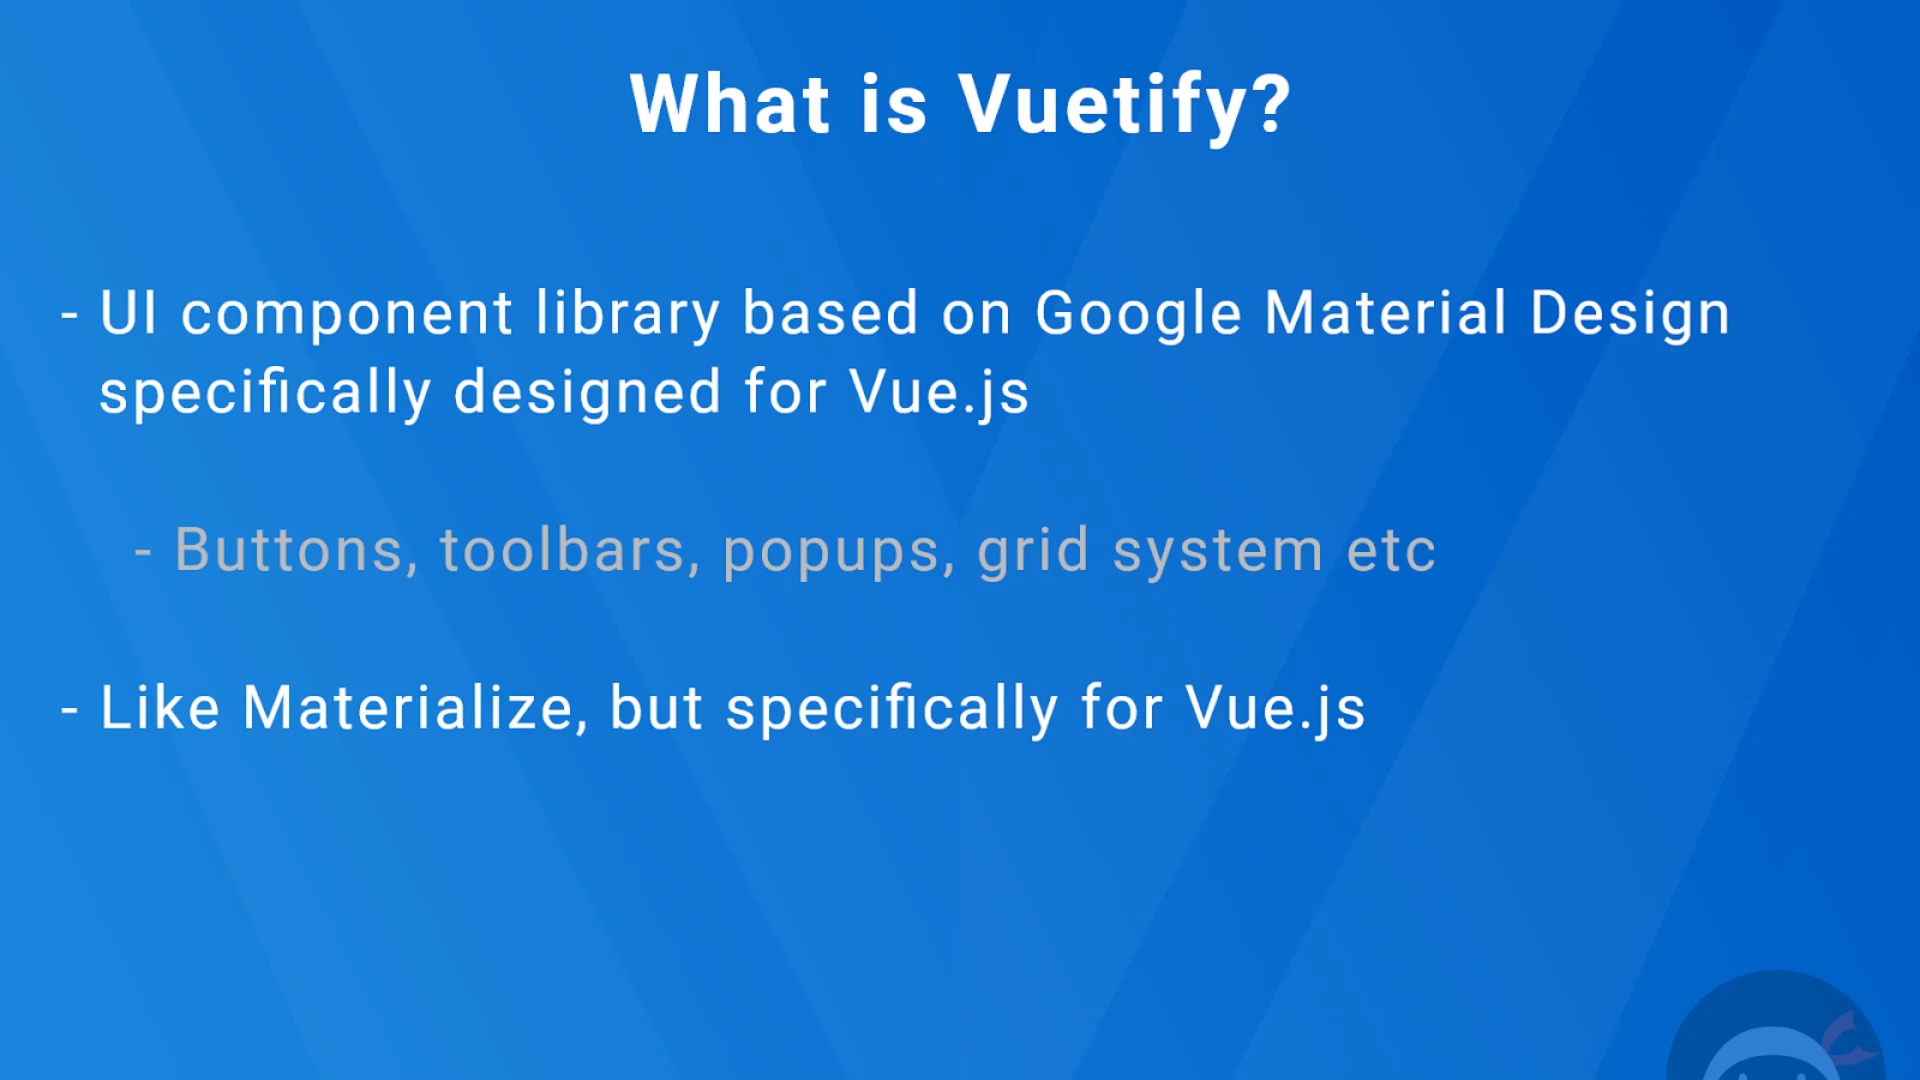 What is Vuetify?
- UI component library based on Google Material Design
specifically designed for Vue.js
- Buttons, toolbars, popups, grid system etc
- Like Materialize, but specifically for Vue.js